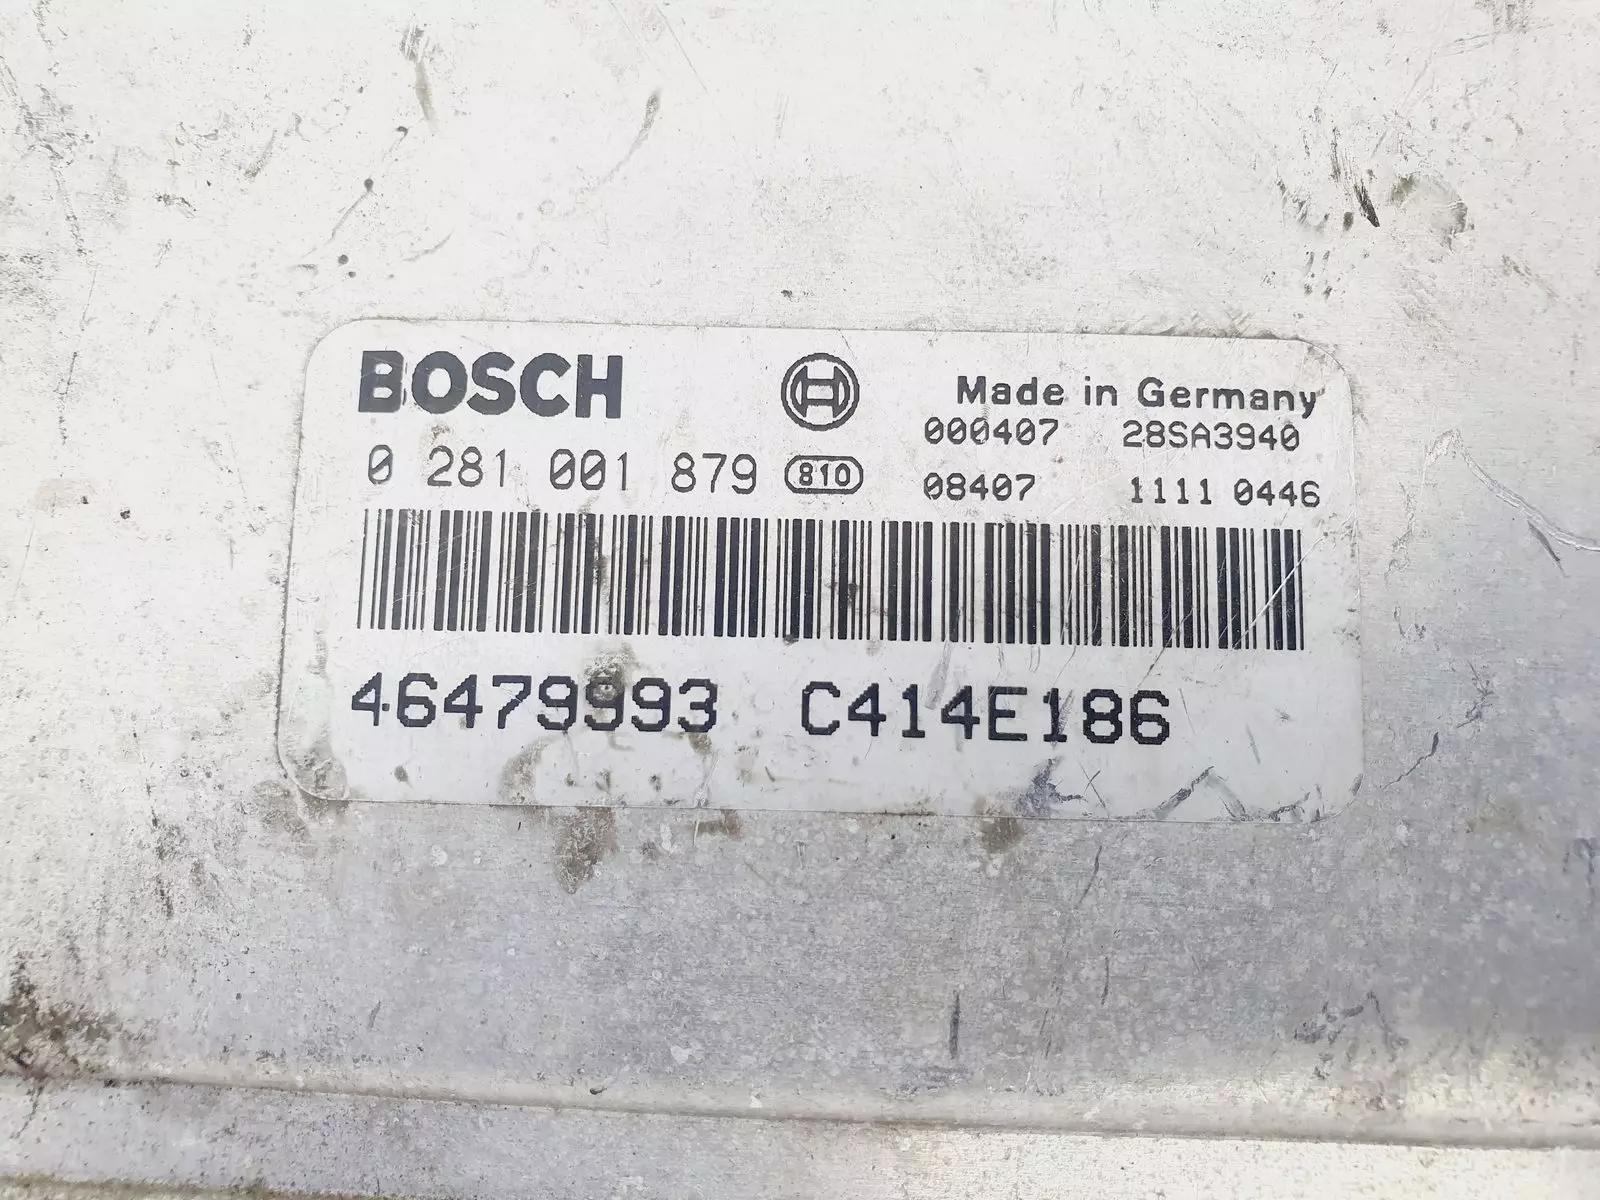 BOSCH
Made in Germany
000407 28SA3940
0 281 001 879 810
08407 1111 0446
46479993 C414E186